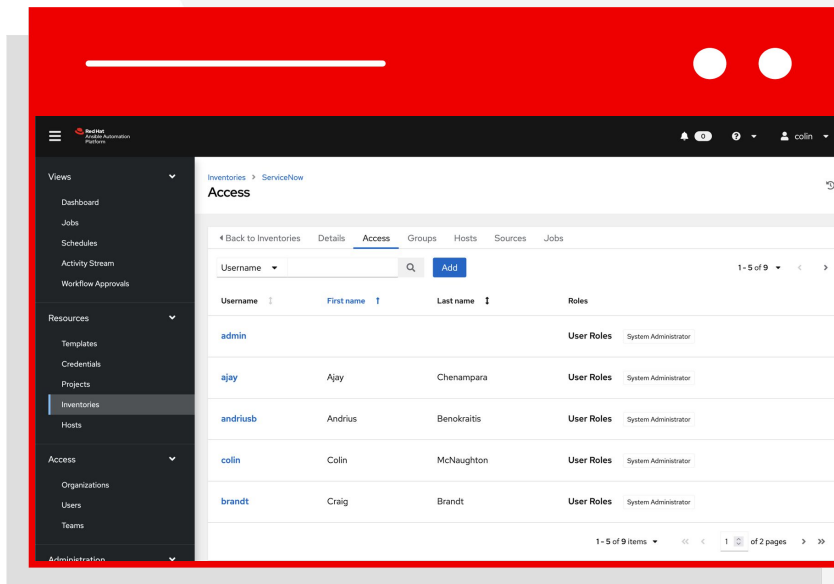 Red Hat
Ansible Automation
Platform
0
colin
Views
Dashboard
Jobs
Schedules
Activity Stream
Workflow Approvals
Resources
Templates
Credentials
Projects
Inventories
Hosts
Access
Organizations
Users
Teams
Administration
Inventories > ServiceNow
Access
Back to Inventories Details Access Groups Hosts Sources Jobs
Username Add 1 - 5 of 9
Username First name Last name Roles
admin User Roles System Administrator
ajay Ajay Chenampara User Roles System Administrator
andriusb Andrius Benokraitis User Roles System Administrator
colin Colin McNaughton User Roles System Administrator
brandt Craig Brandt User Roles System Administrator
1 - 5 of 9 items 1 of 2 pages